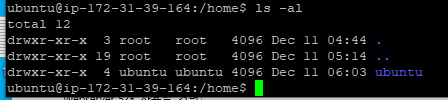 ubuntu@ip-172-31-39-164:/home$ ls -al
total 12
drwxr-xr-x  3 root   root   4096 Dec 11 04:44 .
drwxr-xr-x 19 root   root   4096 Dec 11 05:14 ..
drwxr-xr-x  4 ubuntu ubuntu 4096 Dec 11 06:03 ubuntu
ubuntu@ip-172-31-39-164:/home$